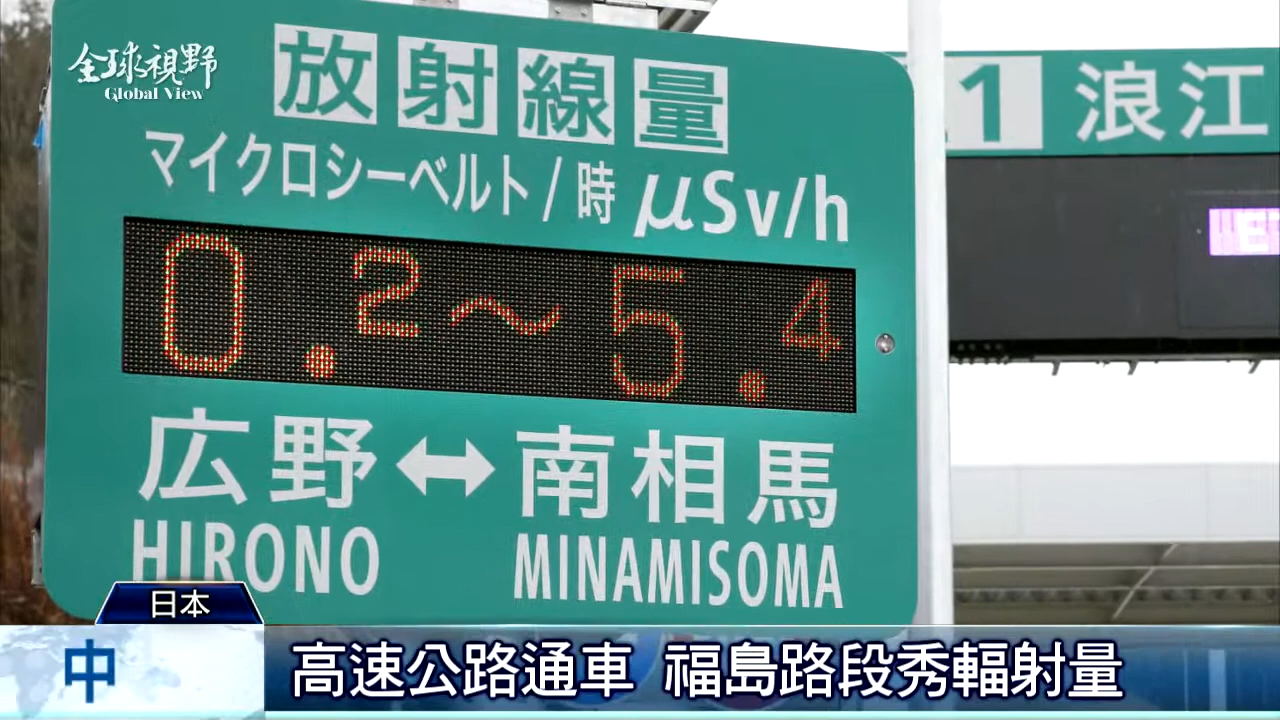 全球視野
Global View
放射線量
マイクロシーベルト/時 μSv/h
0.2～5.4
広野↔南相馬
HIRONO MINAMISOMA
1 浪江
日本
中
高速公路通車 福島路段秀輻射量